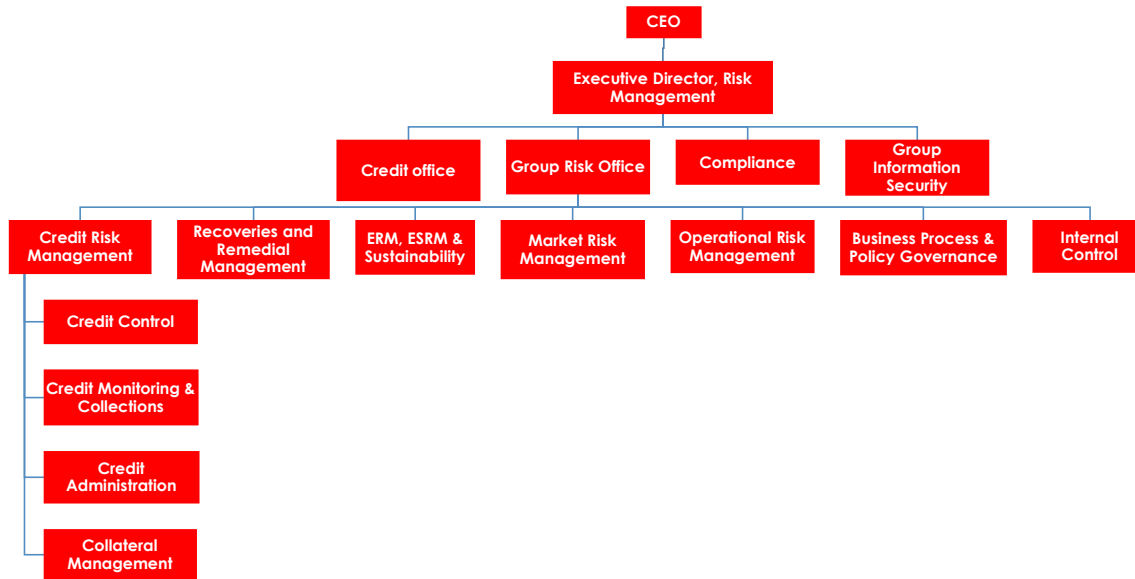 CEO
Executive Director, Risk
Management
Credit office
Group Risk Office
Compliance
Group
Information
Security
Credit Risk
Management
Recoveries and
Remedial
Management
ERM, ESRM &
Sustainability
Market Risk
Management
Operational Risk
Management
Business Process &
Policy Governance
Internal
Control
Credit Control
Credit Monitoring &
Collections
Credit
Administration
Collateral
Management